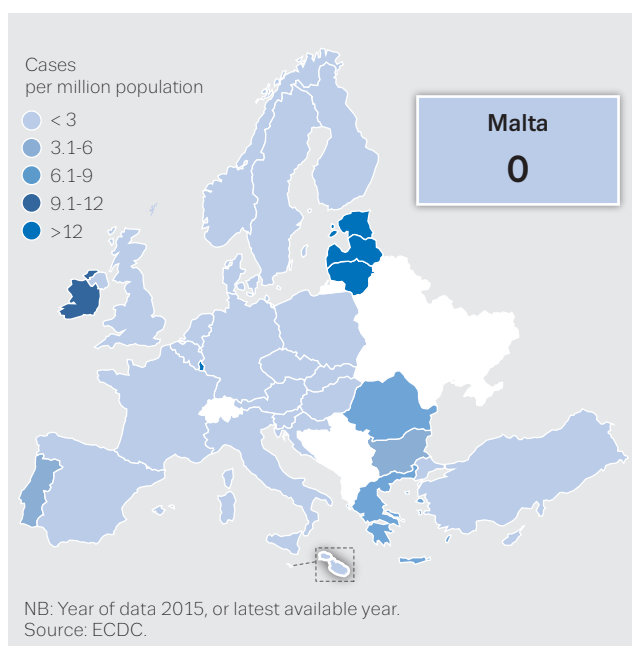 Cases
per million population
< 3
3.1-6
6.1-9
9.1-12
>12
Malta
0
NB: Year of data 2015, or latest available year.
Source: ECDC.